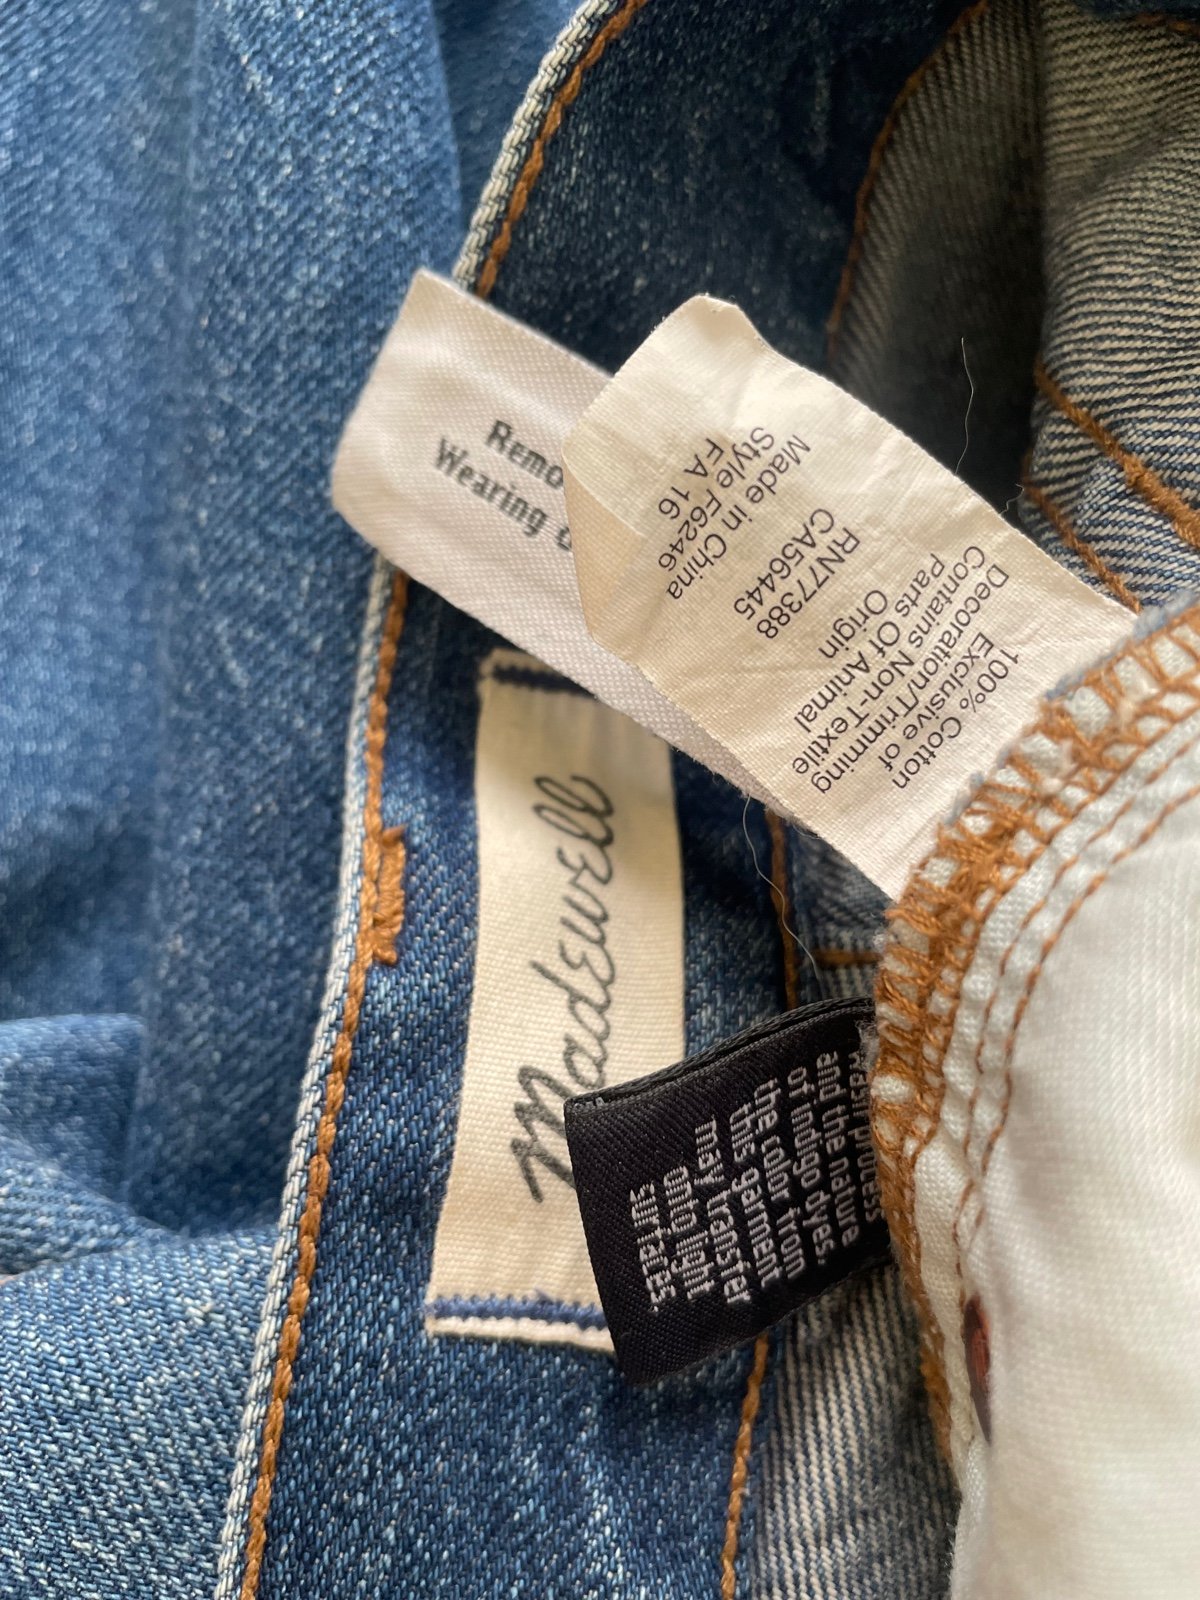 Remo
Wearing
100% Cotton
Exclusive of
Decoration/Trimming
Contains Non-Textile
Parts Of Animal
Origin
RN77388
CA56445
Made in China
Style F6246
FA 16
Madewell
process
and the nature
of indigo dyes,
the color from
this garment
may transfer
onto light
surfaces.